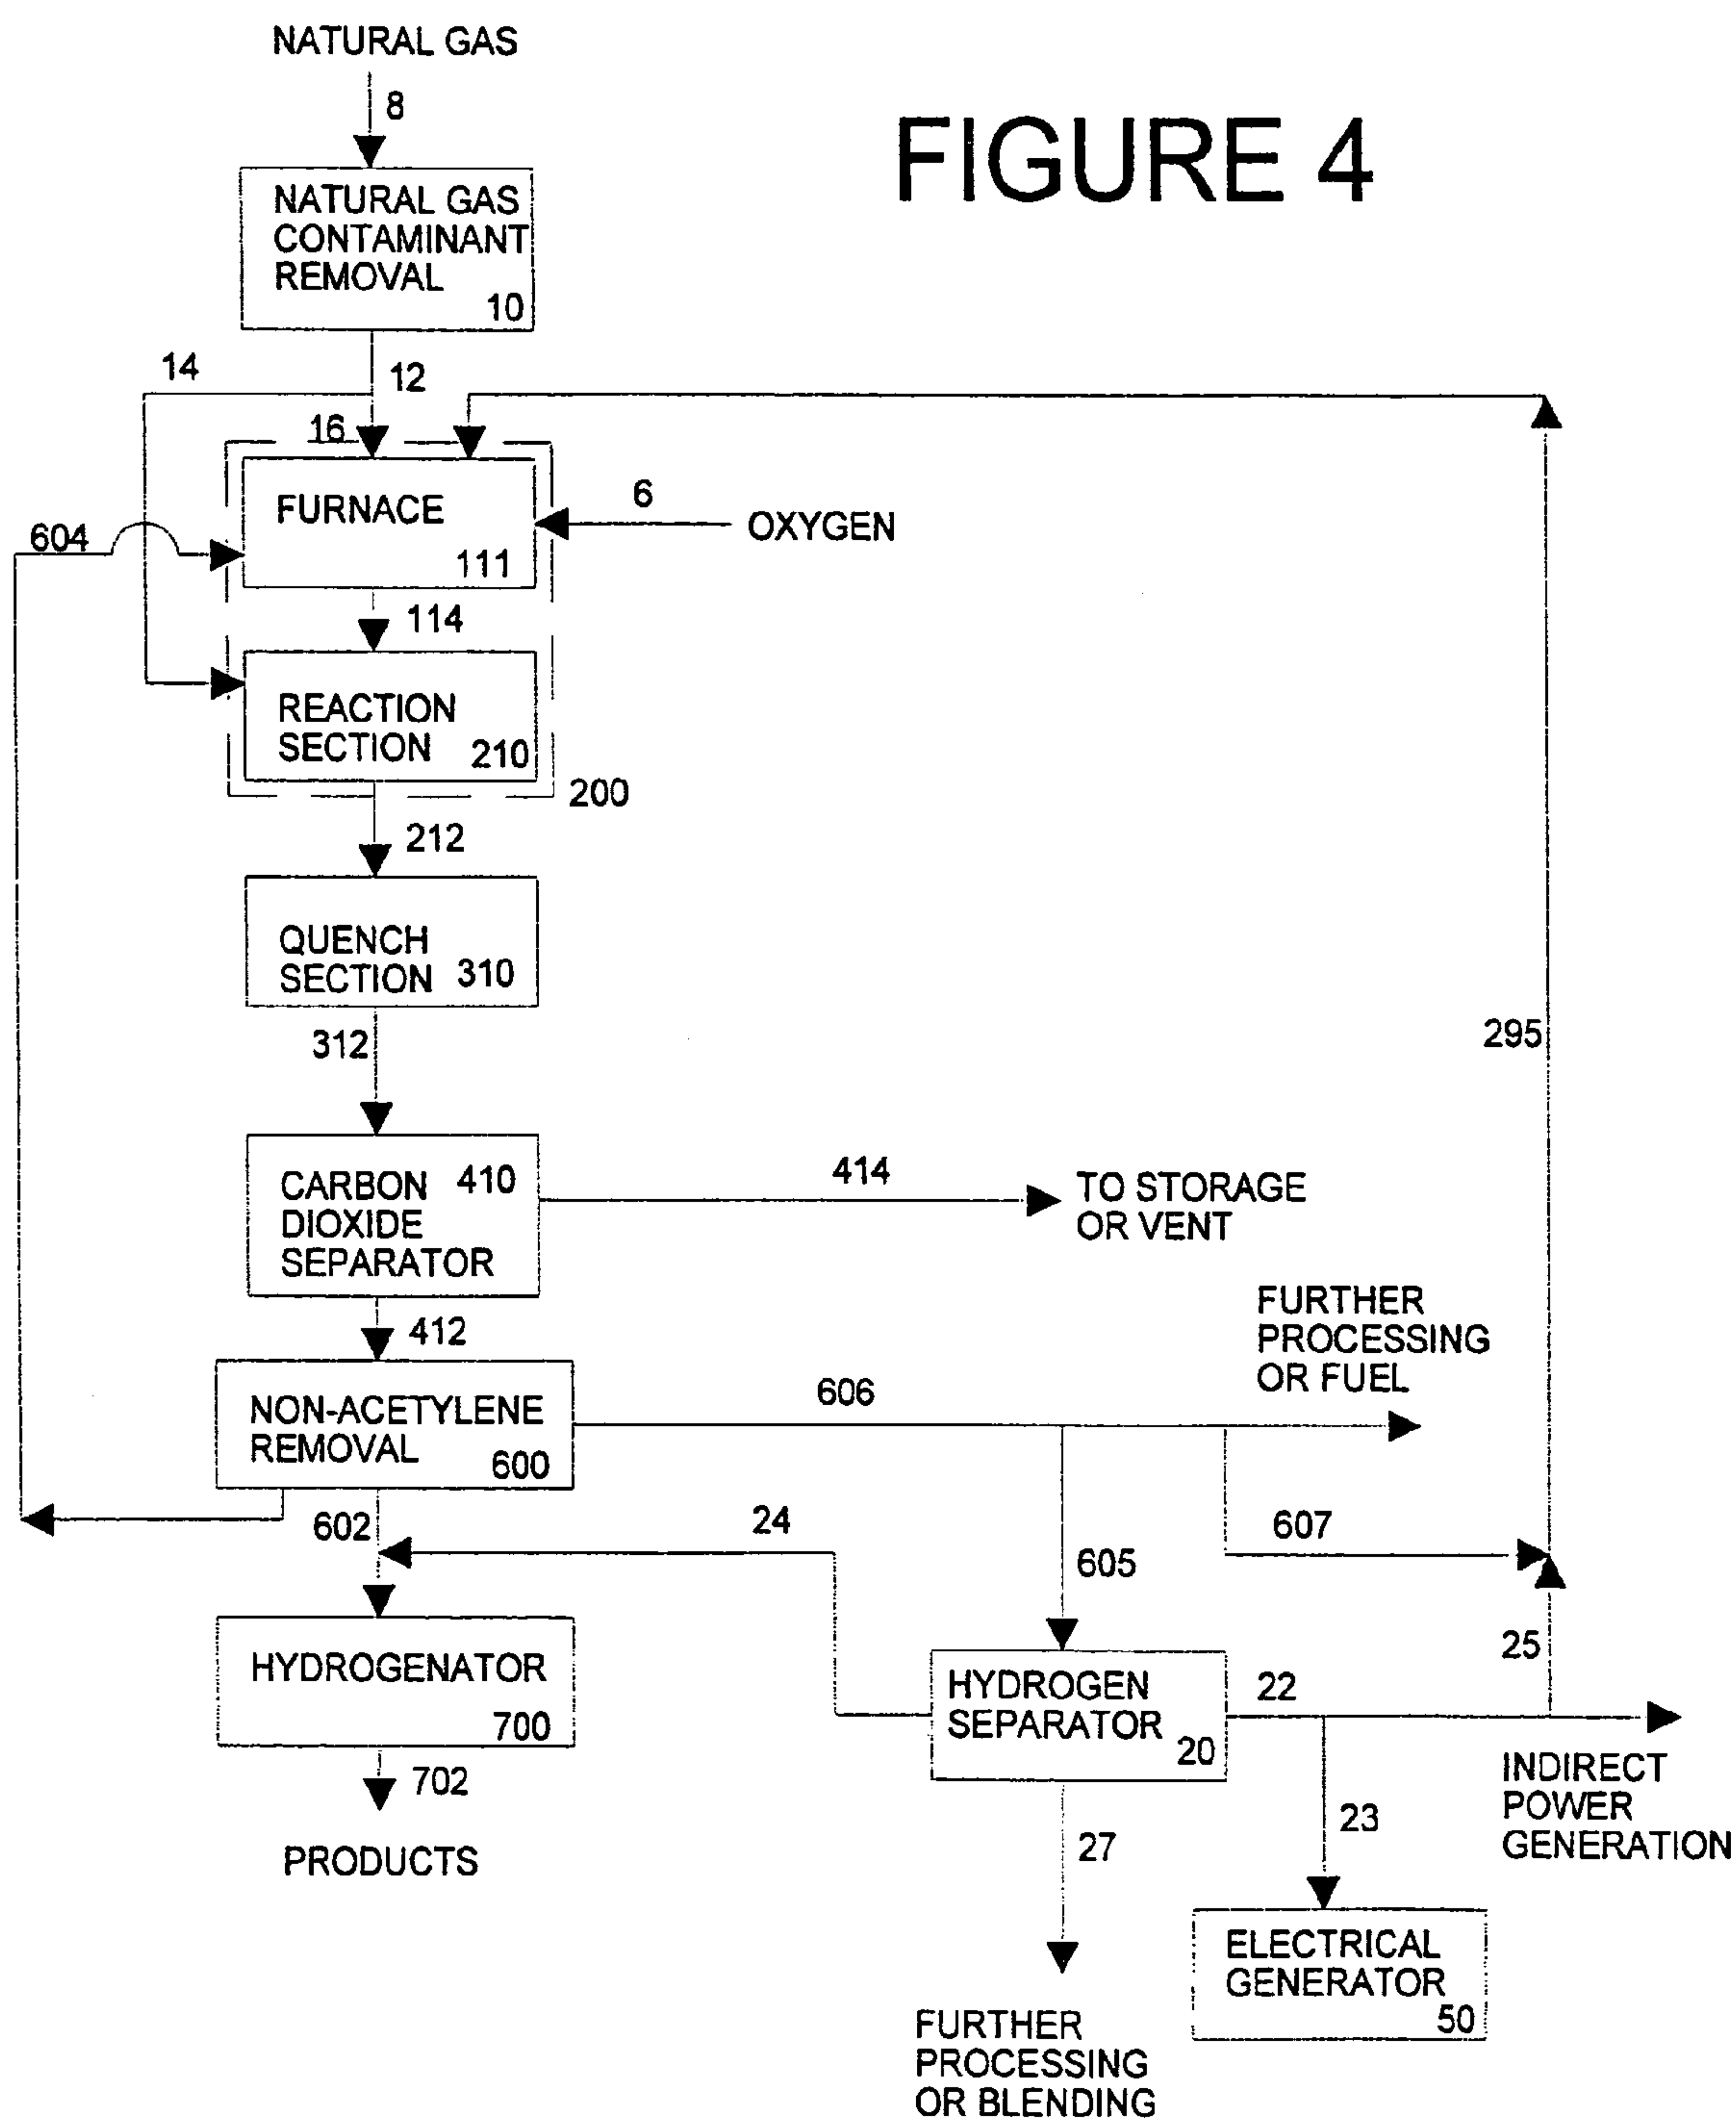 NATURAL GAS
8
FIGURE 4
NATURAL GAS
CONTAMINANT
REMOVAL
10
14
12
16
FURNACE
111
6
OXYGEN
604
114
REACTION
SECTION
210
200
212
QUENCH
SECTION
310
312
295
CARBON
DIOXIDE
SEPARATOR
410
414
TO STORAGE
OR VENT
412
FURTHER
PROCESSING
OR FUEL
NON-ACETYLENE
REMOVAL
600
606
602
24
605
607
HYDROGENATOR
700
HYDROGEN
SEPARATOR
20
22
25
INDIRECT
POWER
GENERATION
702
PRODUCTS
27
23
ELECTRICAL
GENERATOR
50
FURTHER
PROCESSING
OR BLENDING